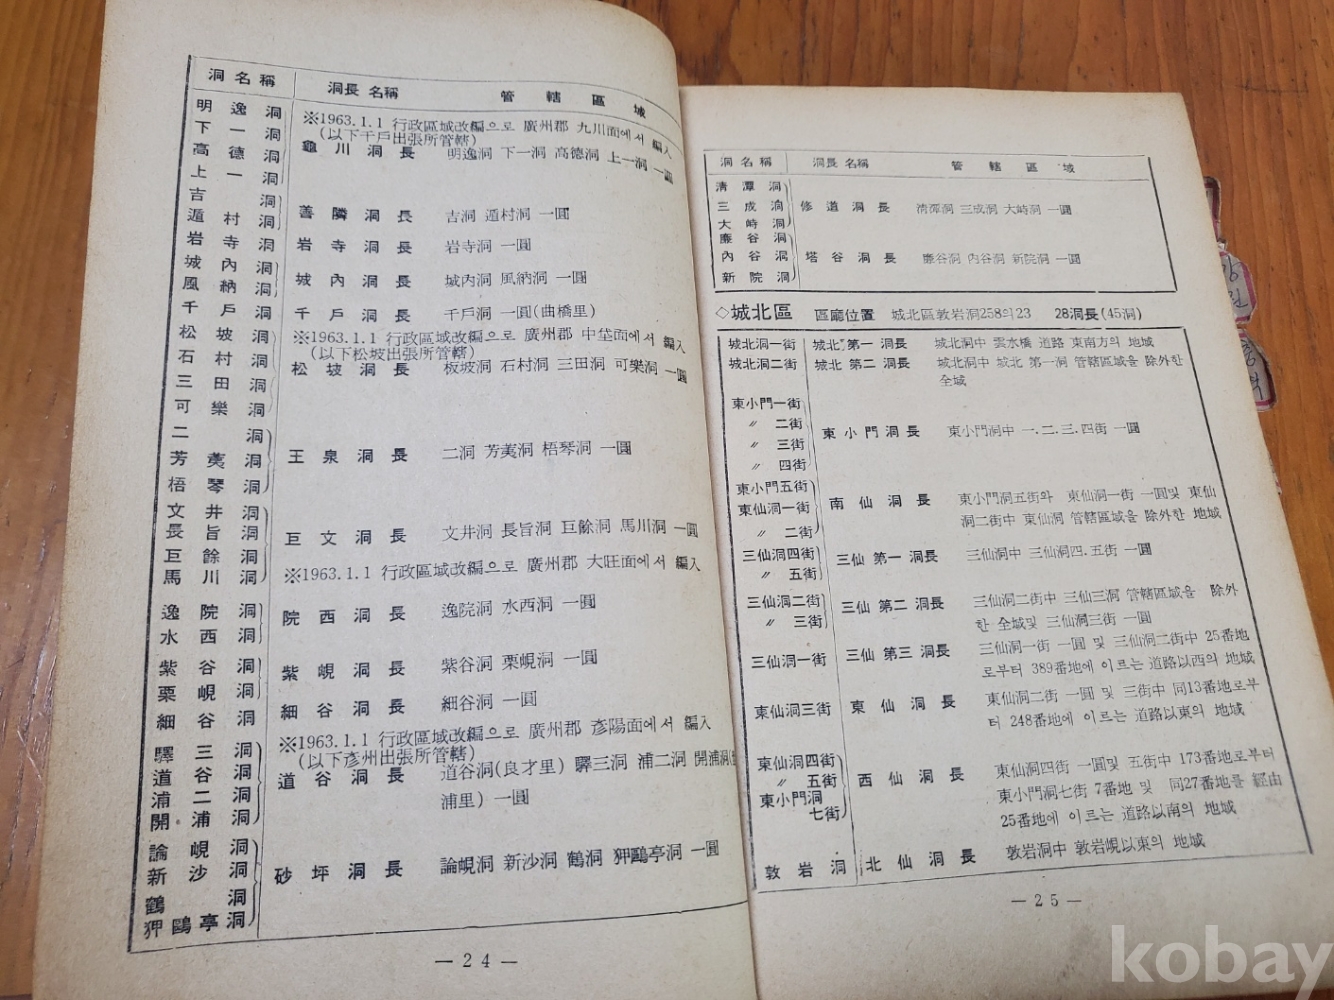 洞名稱 洞長名稱 管轄區域
明逸洞 ※1963.1.1 行政區域改編으로 廣州郡 九川面에서 編入
下一洞 (以下千戶出張所管轄)
高德洞 龜川洞長 明逸洞 下一洞 高德洞 上一洞 一圓
上一洞
吉洞
遁村洞 善隣洞長 吉洞 遁村洞 一圓
岩寺洞 岩寺洞長 岩寺洞 一圓
城內洞 城內洞長 城內洞 風納洞 一圓
風納洞
千戶洞 千戶洞長 千戶洞 一圓(曲橋里)
松坡洞 ※1963.1.1 行政區域改編으로 廣州郡 中垈面에서 編入
(以下松坡出張所管轄)
石村洞 松坡洞長 板坡洞 石村洞 三田洞 可樂洞 一圓
三田洞
可樂洞
二洞
芳荑洞 王泉洞長 二洞 芳荑洞 梧琴洞 一圓
梧琴洞
文井洞
長旨洞 巨文洞長 文井洞 長旨洞 巨餘洞 馬川洞 一圓
巨餘洞
馬川洞 ※1963.1.1 行政區域改編으로 廣州郡 大旺面에서 編入
逸院洞 院西洞長 逸院洞 水西洞 一圓
水西洞
紫谷洞 紫峴洞長 紫谷洞 栗峴洞 一圓
栗峴洞
細谷洞 細谷洞長 細谷洞 一圓
※1963.1.1 行政區域改編으로 廣州郡 彥陽面에서 編入
驛三洞 (以下彥州出張所管轄)
道谷洞 道谷洞長 道谷洞(良才里) 驛三洞 浦二洞 開浦洞
浦二洞 浦里) 一圓
開浦洞
論峴洞
新沙洞 砂坪洞長 論峴洞 新沙洞 鶴洞 狎鷗亭洞 一圓
鶴洞
狎鷗亭洞
— 24 —
洞名稱 洞長名稱 管轄區域
淸潭洞
三成洞 修道洞長 淸潭洞 三成洞 大峙洞 一圓
大峙洞
廉谷洞
內谷洞 塔谷洞長 廉谷洞 內谷洞 新院洞 一圓
新院洞
◇城北區 區廳位置 城北區敦岩洞258의23 28洞長(45洞)
城北洞一街 城北第一洞長 城北洞中 雲水橋 道路 東南方의 地域
城北洞二街 城北第二洞長 城北洞中 城北 第一洞 管轄區域을 除外한
全域
東小門一街
〃 二街 東小門洞長 東小門洞中 一.二.三.四街 一圓
〃 三街
〃 四街
東小門五街
東仙洞一街 南仙洞長 東小門洞五街와 東仙洞一街 一圓및 東仙
〃 二街 洞二街中 東仙洞 管轄區域을 除外한 地域
三仙洞四街 三仙第一洞長 三仙洞中 三仙洞四.五街 一圓
〃 五街
三仙洞二街 三仙第二洞長 三仙洞二街中 三仙三洞 管轄區域을 除外
〃 三街 한 全域및 三仙洞三街 一圓
三仙洞一街 三仙第三洞長 三仙洞一街 一圓 및 三仙洞二街中 25番地
로부터 389番地에 이르는 道路以西의 地域
東仙洞三街 東仙洞長 東仙洞二街 一圓 및 三街中 同13番地로부
터 248番地에 이르는 道路以東의 地域
東仙洞四街 西仙洞長 東仙洞四街 一圓및 五街中 173番地로부터
〃 五街 東小門洞七街 7番地 및 同27番地를 經由
東小門洞 25番地에 이르는 道路以南의 地域
七街
敦岩洞 北仙洞長 敦岩洞中 敦岩峴以東의 地域
— 25 —
강원
kobay